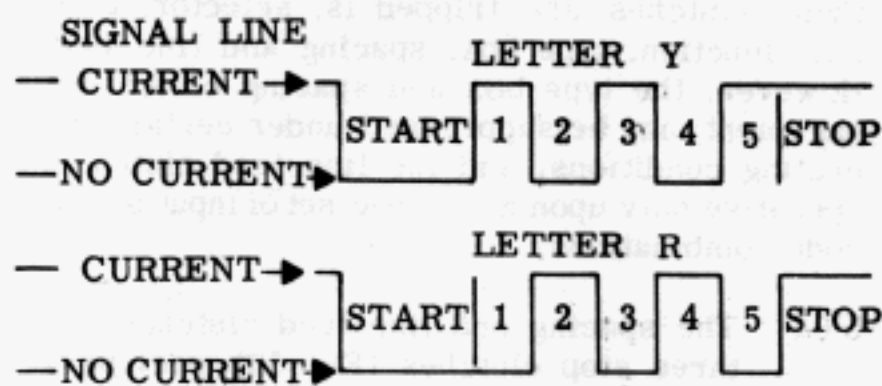 SIGNAL LINE
LETTER Y
CURRENT
START 1 2 3 4 5 STOP
NO CURRENT
LETTER R
CURRENT
START 1 2 3 4 5 STOP
NO CURRENT